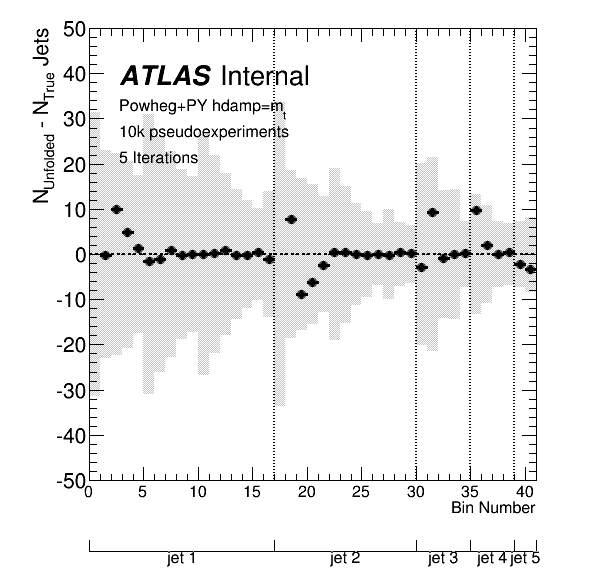 N_Unfolded - N_True Jets
50
40
30
20
10
0
-10
-20
-30
-40
-50
ATLAS Internal
Powheg+PY hdamp=m_t
10k pseudoexperiments
5 Iterations
0 5 10 15 20 25 30 35 40
Bin Number
jet 1 jet 2 jet 3 jet 4 jet 5